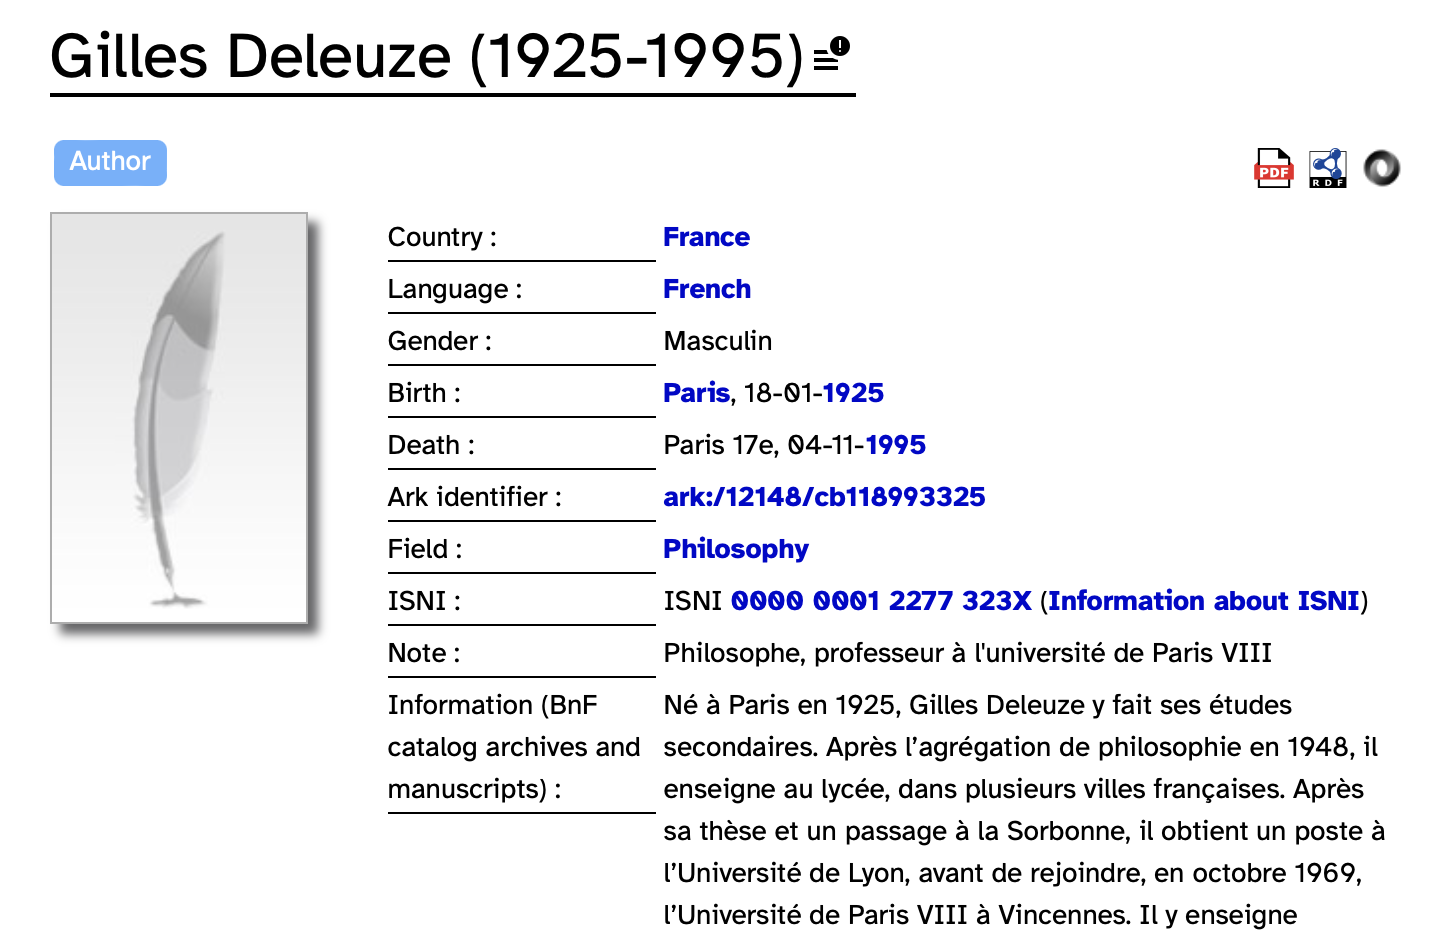 Gilles Deleuze (1925-1995)
Author
PDF
RDF
Country : France
Language : French
Gender : Masculin
Birth : Paris, 18-01-1925
Death : Paris 17e, 04-11-1995
Ark identifier : ark:/12148/cb118993325
Field : Philosophy
ISNI : ISNI 0000 0001 2277 323X (Information about ISNI)
Note : Philosophe, professeur à l'université de Paris VIII
Information (BnF catalog archives and manuscripts) :
Né à Paris en 1925, Gilles Deleuze y fait ses études
secondaires. Après l’agrégation de philosophie en 1948, il
enseigne au lycée, dans plusieurs villes françaises. Après
sa thèse et un passage à la Sorbonne, il obtient un poste à
l’Université de Lyon, avant de rejoindre, en octobre 1969,
l’Université de Paris VIII à Vincennes. Il y enseigne